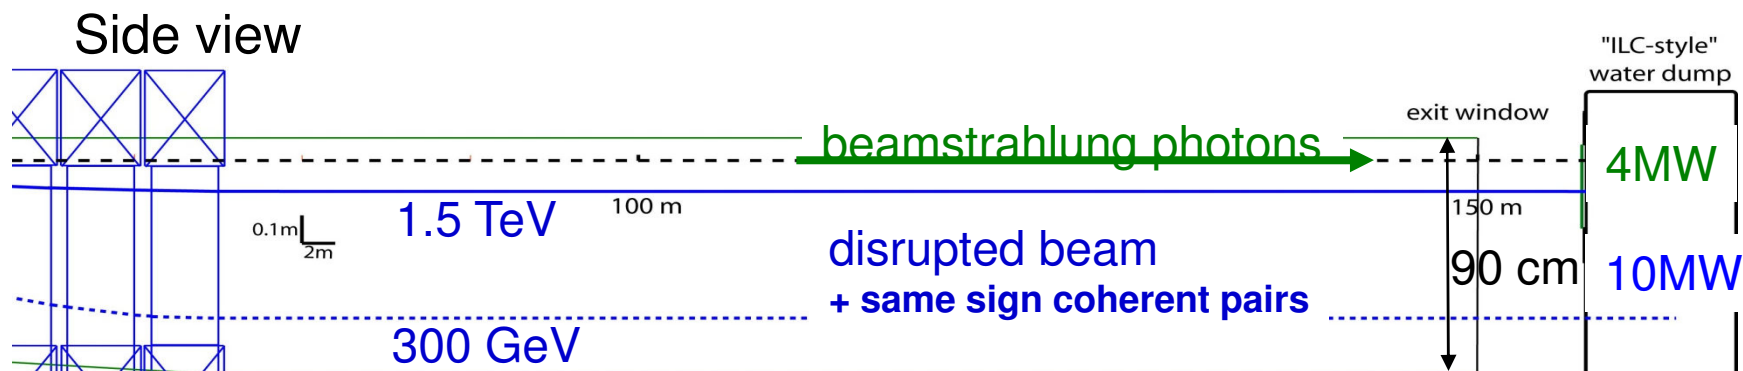 Side view
"ILC-style"
water dump
exit window
beamstrahlung photons
4MW
1.5 TeV
100 m
150 m
0.1m
2m
disrupted beam
90 cm
10MW
+ same sign coherent pairs
300 GeV